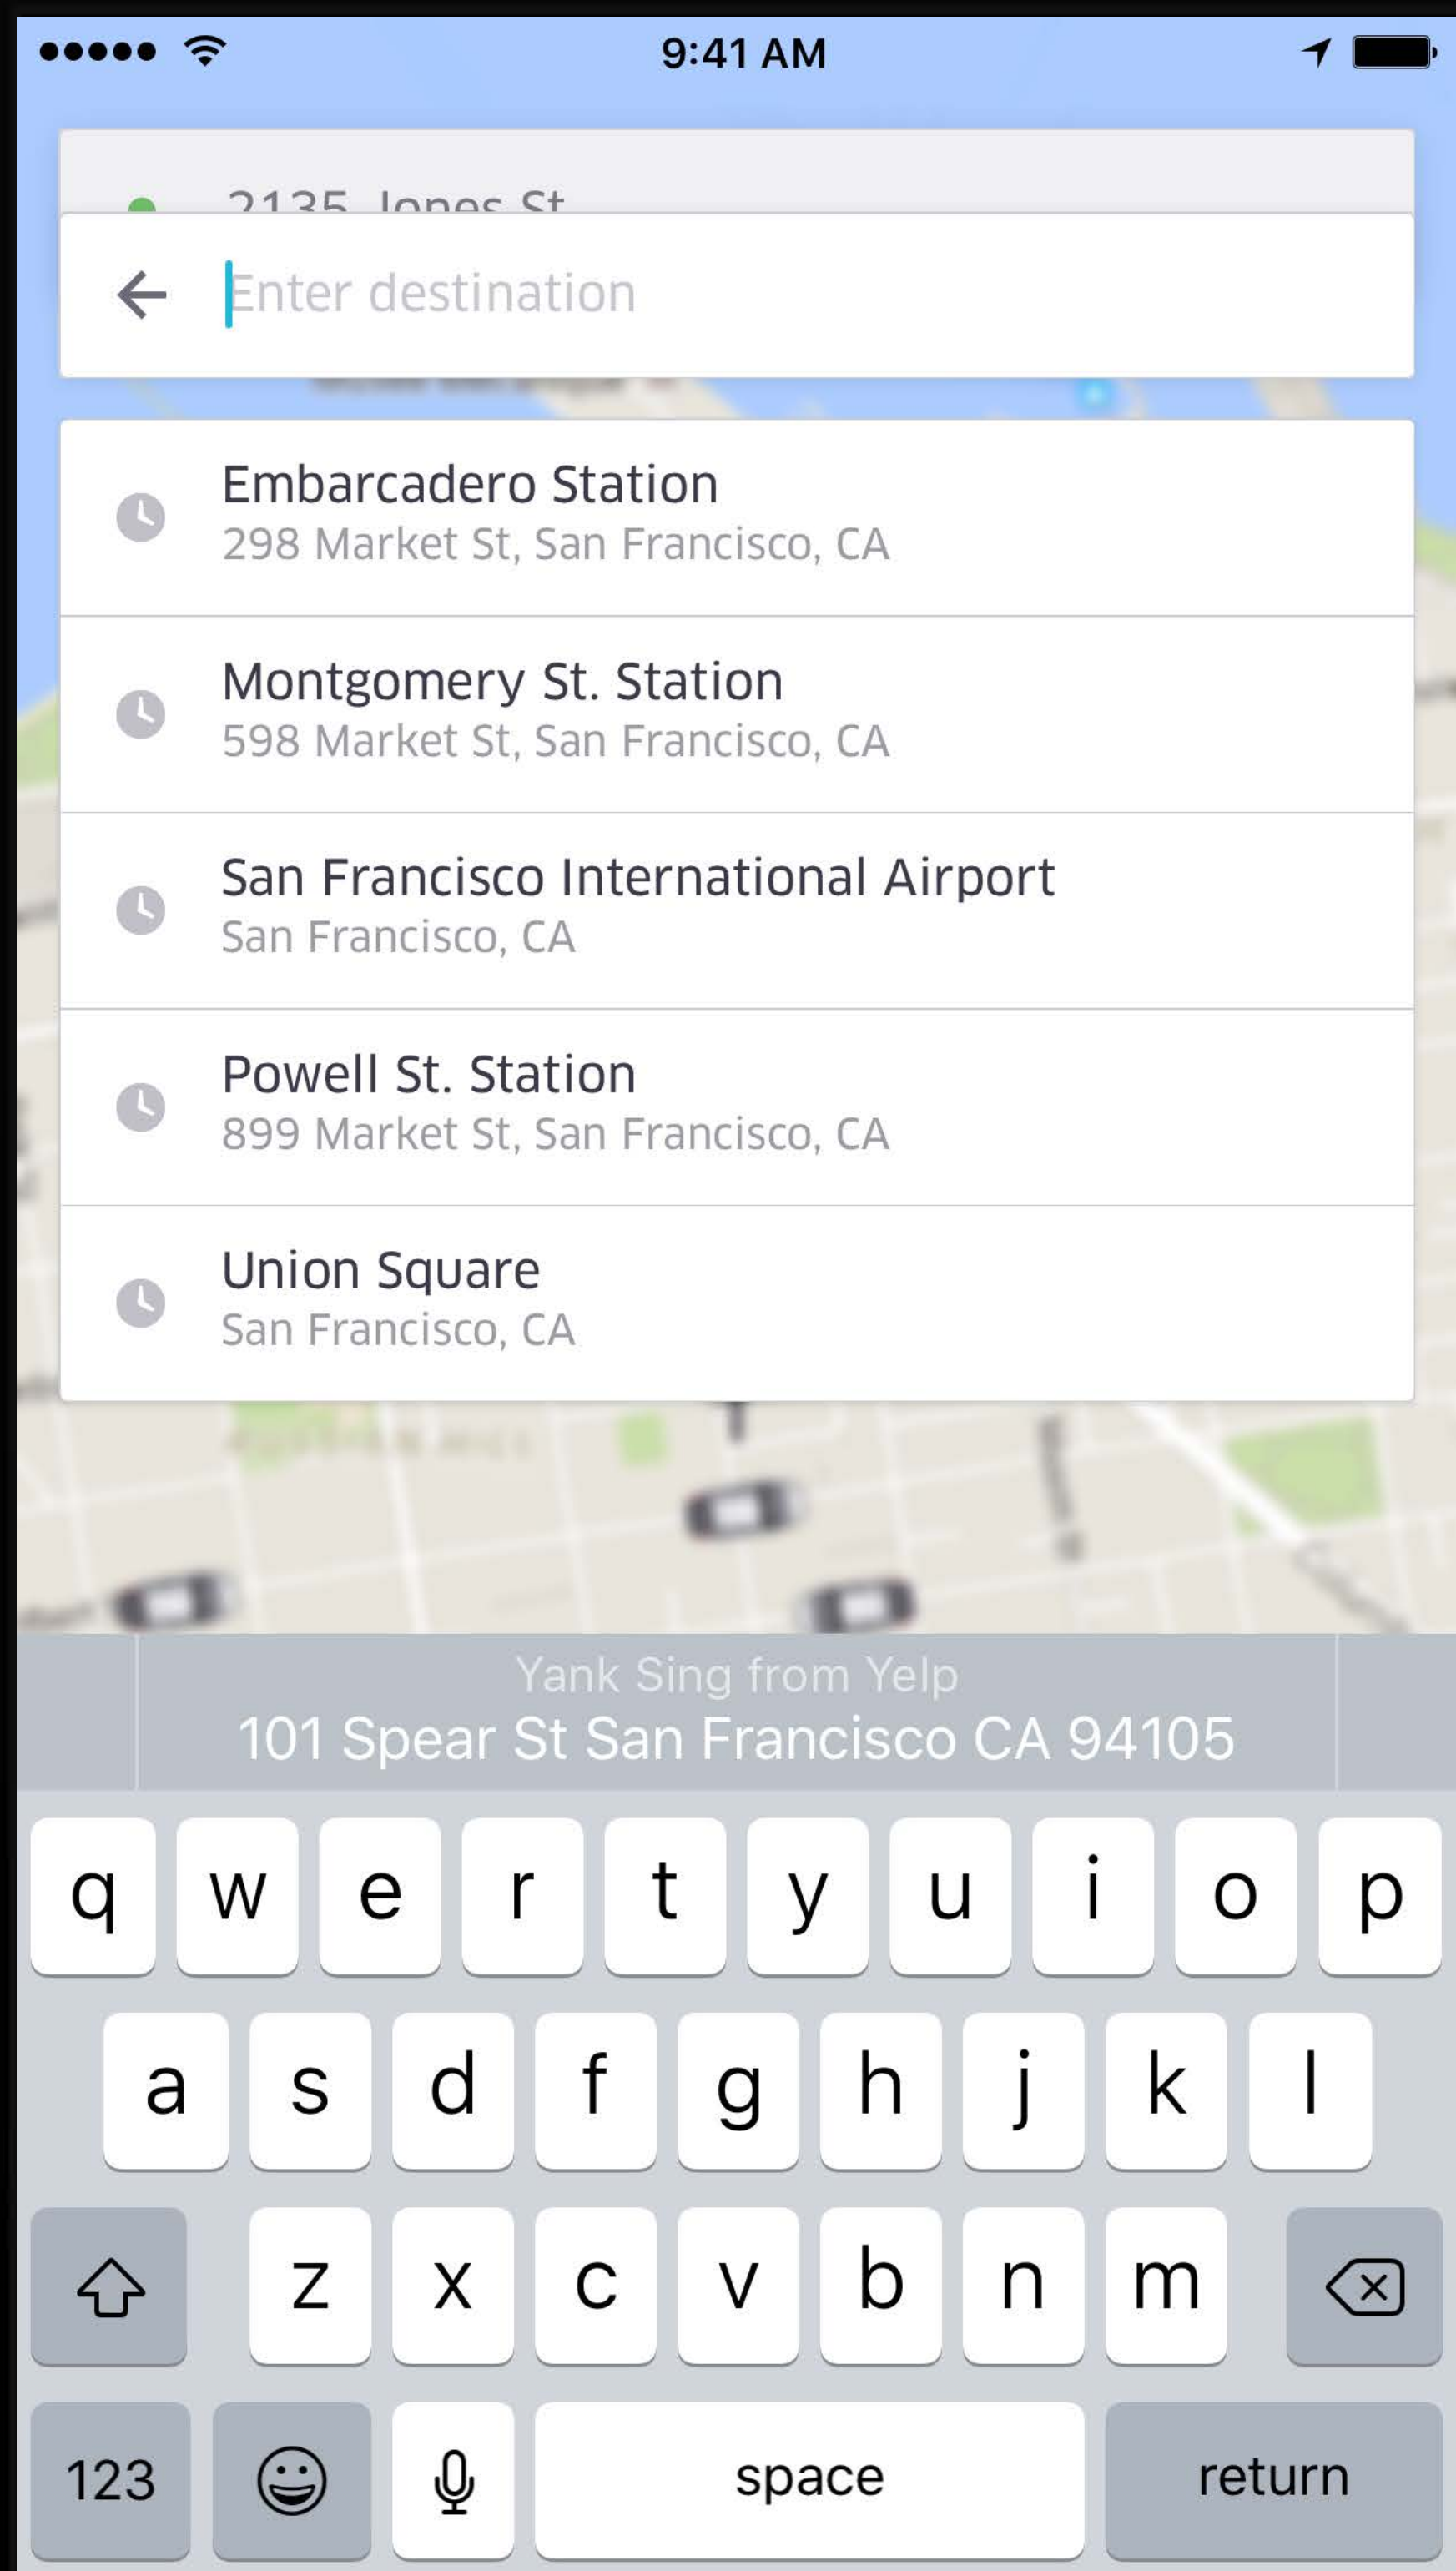 9:41 AM
2135 Jones St
Enter destination
Embarcadero Station
298 Market St, San Francisco, CA
Montgomery St. Station
598 Market St, San Francisco, CA
San Francisco International Airport
San Francisco, CA
Powell St. Station
899 Market St, San Francisco, CA
Union Square
San Francisco, CA
Yank Sing from Yelp
101 Spear St San Francisco CA 94105
q w e r t y u i o p
a s d f g h j k l
z x c v b n m
123 space return